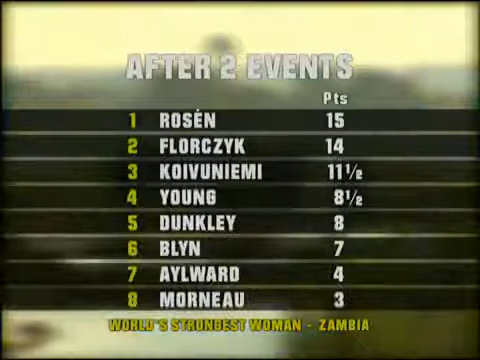 AFTER 2 EVENTS
Pts
1 ROSÉN 15
2 FLORCZYK 14
3 KOIVUNIEMI 11½
4 YOUNG 8½
5 DUNKLEY 8
6 BLYN 7
7 AYLWARD 4
8 MORNEAU 3
WORLD'S STRONGEST WOMAN - ZAMBIA